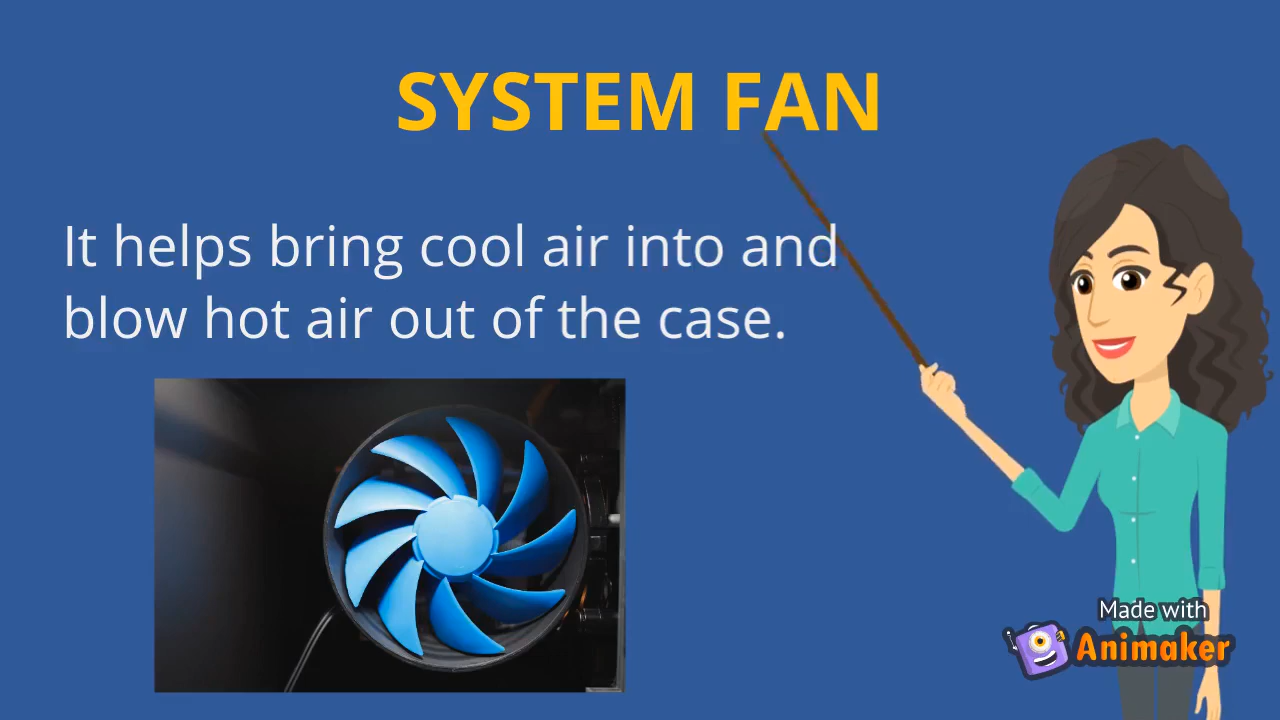 SYSTEM FAN
It helps bring cool air into and
blow hot air out of the case.
Made with
Animaker